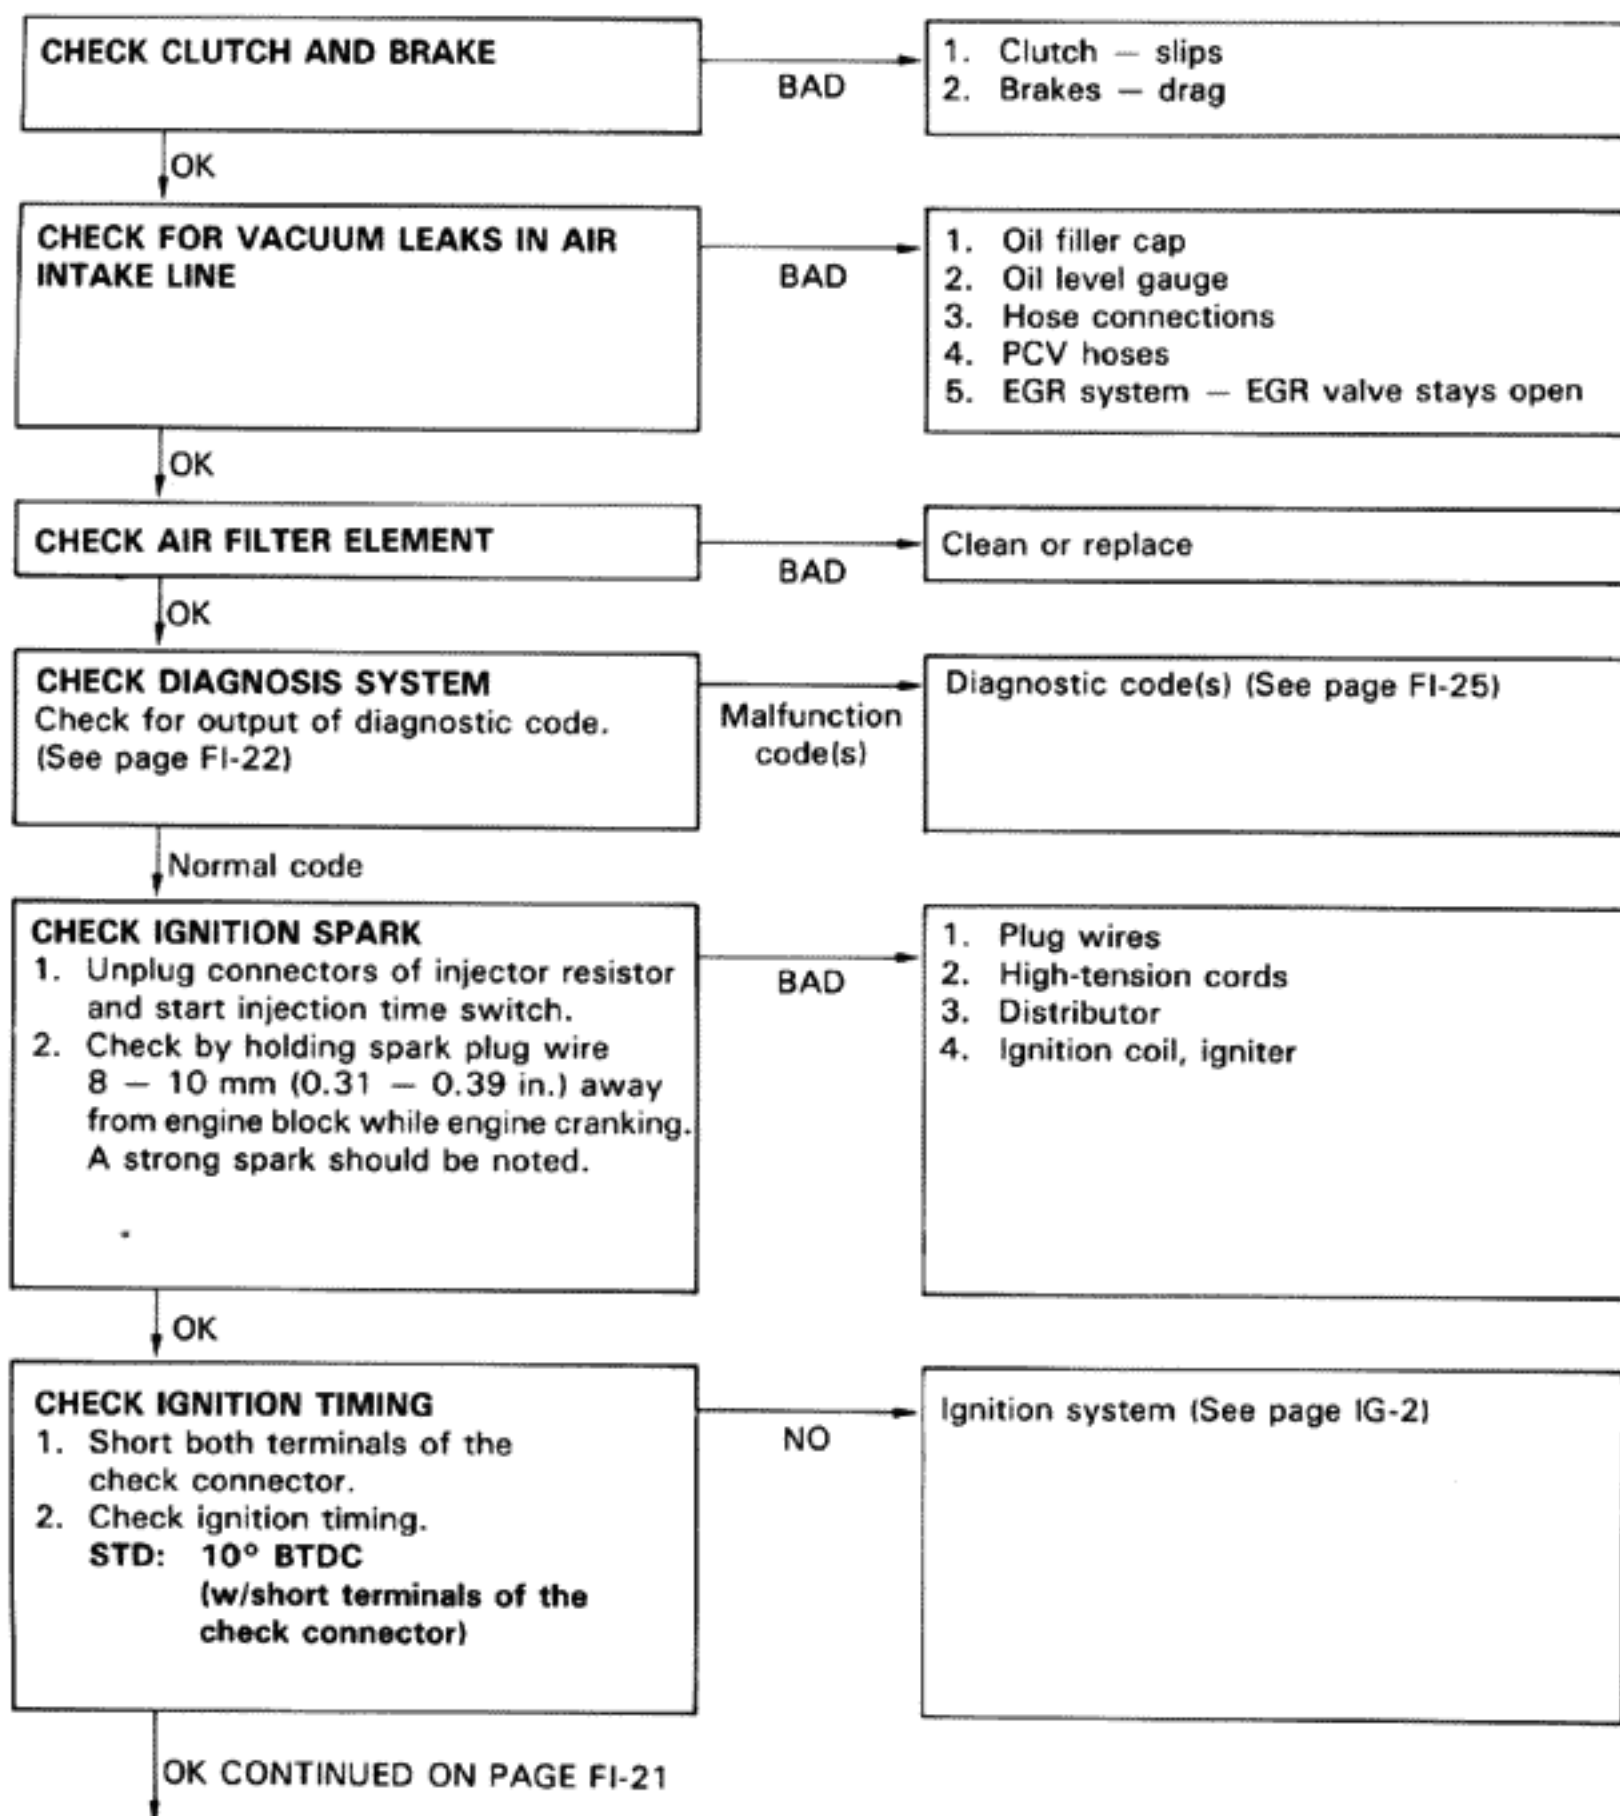 CHECK CLUTCH AND BRAKE
BAD
1. Clutch — slips
2. Brakes — drag
OK
CHECK FOR VACUUM LEAKS IN AIR
INTAKE LINE
BAD
1. Oil filler cap
2. Oil level gauge
3. Hose connections
4. PCV hoses
5. EGR system — EGR valve stays open
OK
CHECK AIR FILTER ELEMENT
BAD
Clean or replace
OK
CHECK DIAGNOSIS SYSTEM
Check for output of diagnostic code.
(See page FI-22)
Malfunction
code(s)
Diagnostic code(s) (See page FI-25)
Normal code
CHECK IGNITION SPARK
1. Unplug connectors of injector resistor
and start injection time switch.
2. Check by holding spark plug wire
8 — 10 mm (0.31 — 0.39 in.) away
from engine block while engine cranking.
A strong spark should be noted.
BAD
1. Plug wires
2. High-tension cords
3. Distributor
4. Ignition coil, igniter
OK
CHECK IGNITION TIMING
1. Short both terminals of the
check connector.
2. Check ignition timing.
STD: 10° BTDC
(w/short terminals of the
check connector)
NO
Ignition system (See page IG-2)
OK CONTINUED ON PAGE FI-21